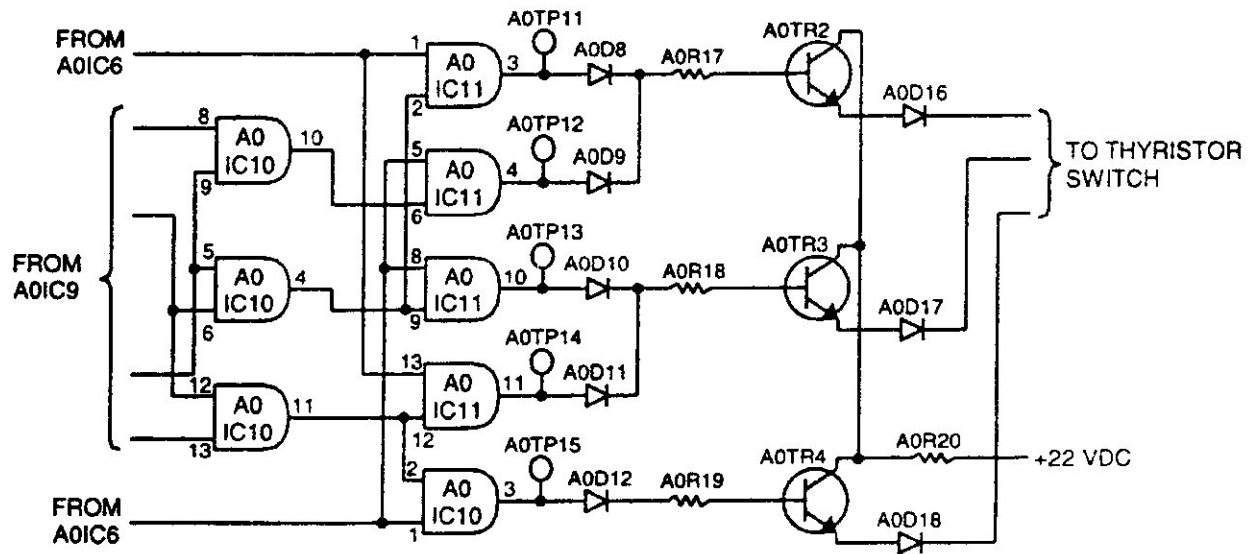 FROM
A0IC6
1
A0
IC11
2
3
A0TP11
A0D8
A0R17
A0TR2
A0D16
FROM
A0IC9
8
A0
IC10
9
10
5
A0
IC11
6
4
A0TP12
A0D9
TO THYRISTOR
SWITCH
5
A0
IC10
6
4
8
A0
IC11
9
10
A0TP13
A0D10
A0R18
A0TR3
A0D17
12
A0
IC10
13
11
13
A0
IC11
12
11
A0TP14
A0D11
FROM
A0IC6
2
A0
IC10
1
3
A0TP15
A0D12
A0R19
A0TR4
A0R20
+22 VDC
A0D18